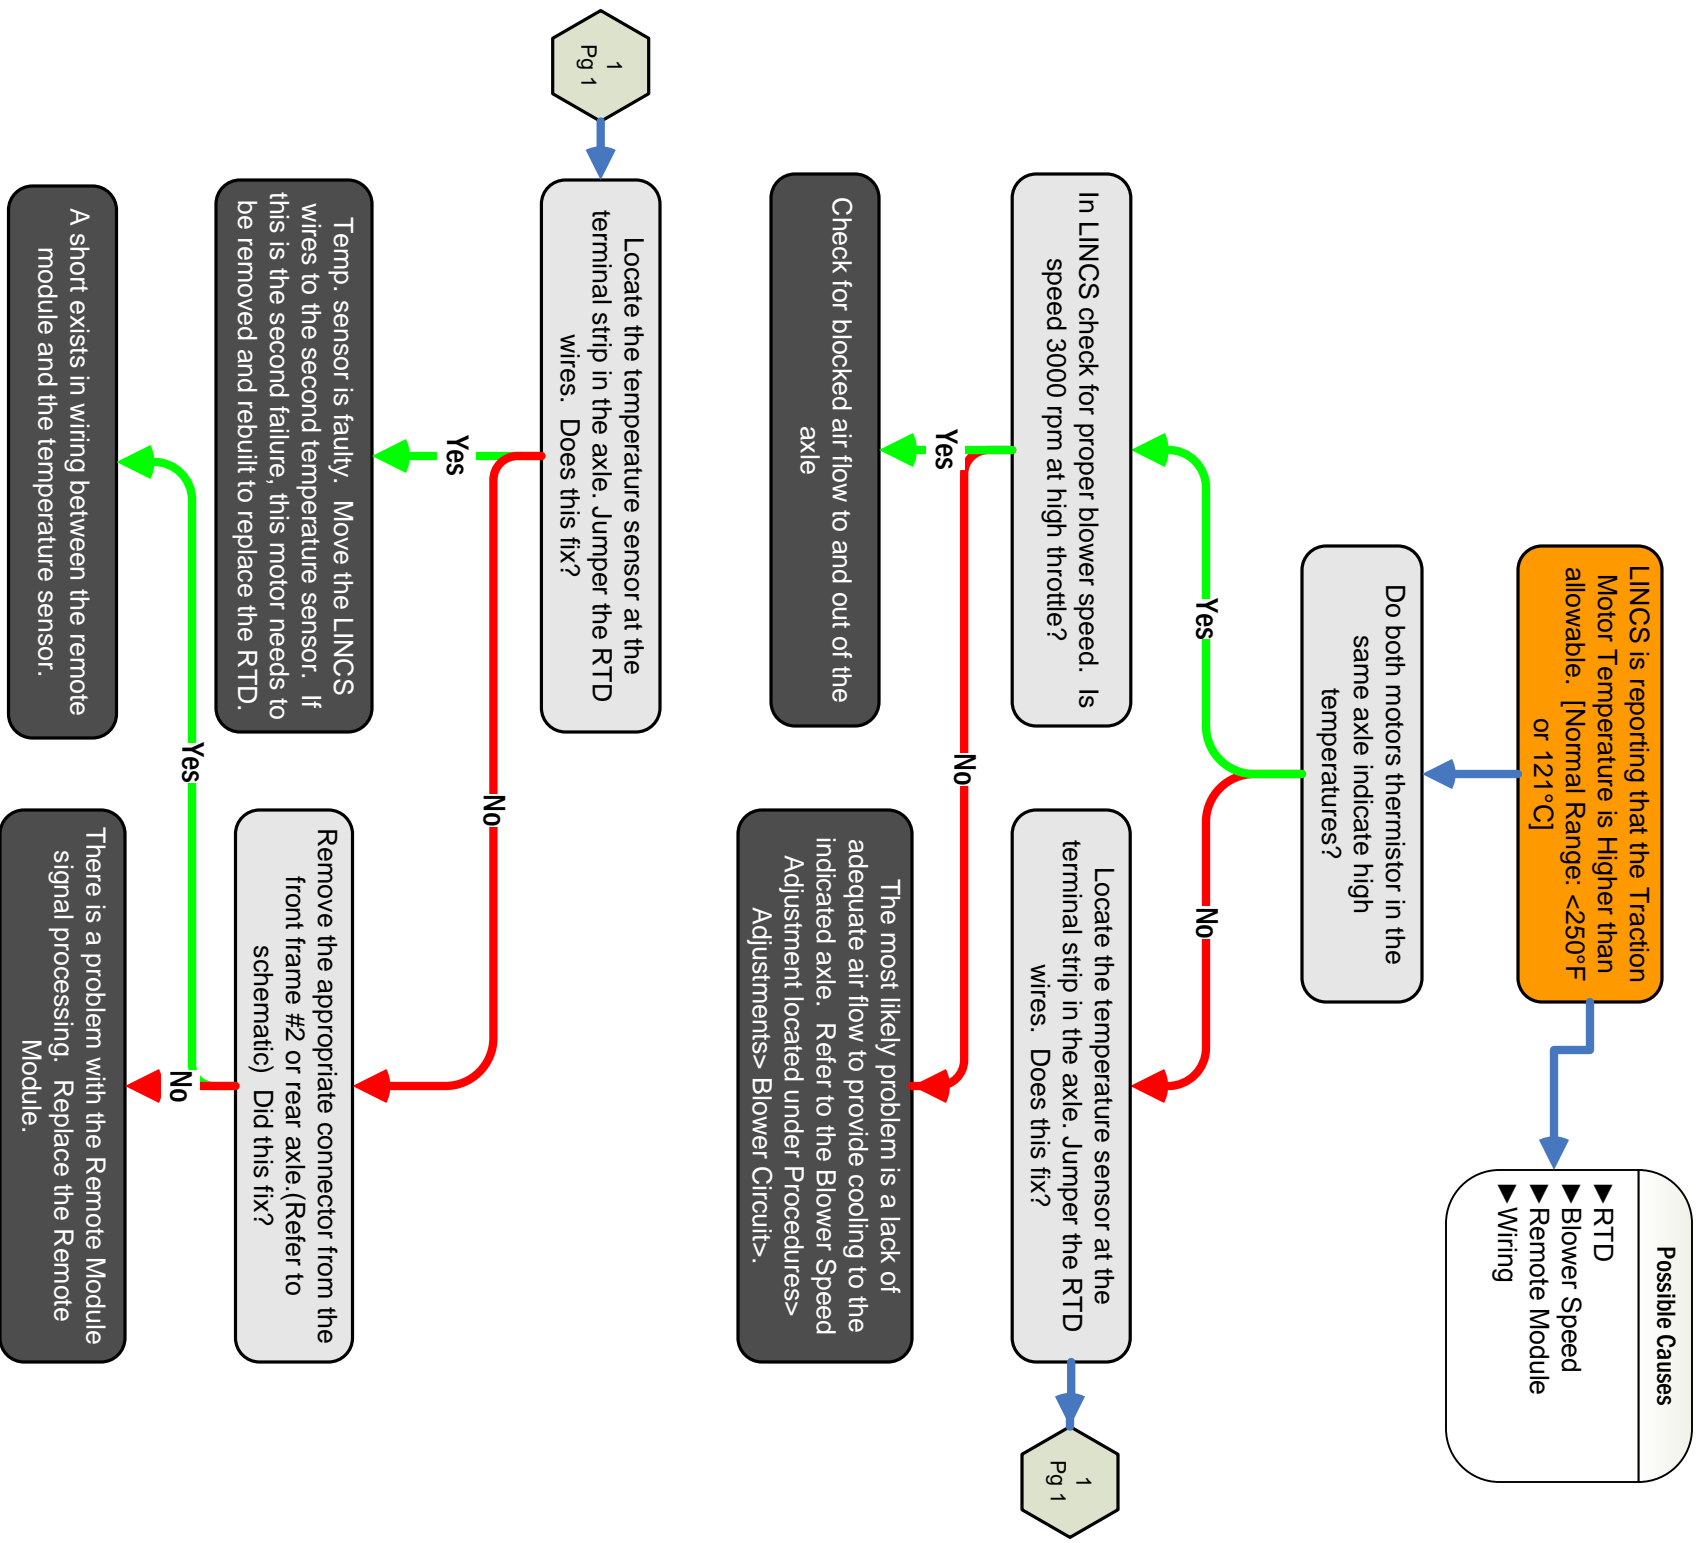 LINCS is reporting that the Traction
Motor Temperature is Higher than
allowable.  [Normal Range: <250°F
or 121°C]
Possible Causes
►RTD
►Blower Speed
►Remote Module
►Wiring
Do both motors thermistor in the
same axle indicate high
temperatures?
Yes
No
In LINCS check for proper blower speed.  Is
speed 3000 rpm at high throttle?
Locate the temperature sensor at the
terminal strip in the axle. Jumper the RTD
wires.  Does this fix?
1
Pg 1
Yes
No
Check for blocked air flow to and out of the
axle
The most likely problem is a lack of
adequate air flow to provide cooling to the
indicated axle.  Refer to the Blower Speed
Adjustment located under Procedures>
Adjustments> Blower Circuit>.
1
Pg 1
Locate the temperature sensor at the
terminal strip in the axle. Jumper the RTD
wires.  Does this fix?
Yes
No
Temp. sensor is faulty.  Move the LINCS
wires to the second temperature sensor.  If
this is the second failure, this motor needs to
be removed and rebuilt to replace the RTD.
Remove the appropriate connector from the
front frame #2 or rear axle.(Refer to
schematic)  Did this fix?
Yes
No
A short exists in wiring between the remote
module and the temperature sensor.
There is a problem with the Remote Module
signal processing.  Replace the Remote
Module.